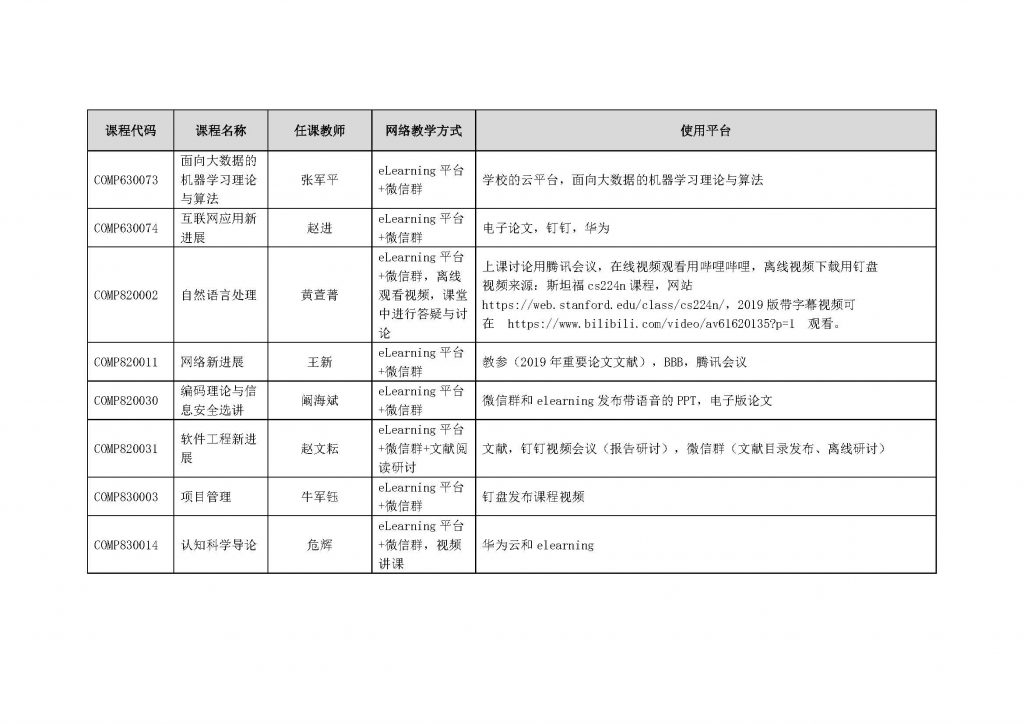 课程代码 课程名称 任课教师 网络教学方式 使用平台
COMP630073
面向大数据的
机器学习理论
与算法
张军平
eLearning 平台
+微信群
学校的云平台，面向大数据的机器学习理论与算法
COMP630074
互联网应用新
进展
赵进
eLearning 平台
+微信群
电子论文，钉钉，华为
COMP820002
自然语言处理
黄萱菁
eLearning 平台
+微信群，离线
观看视频，课堂
中进行答疑与讨
论
上课讨论用腾讯会议，在线视频观看用哔哩哔哩，离线视频下载用钉盘
视频来源：斯坦福 cs224n 课程，网站
https://web.stanford.edu/class/cs224n/，2019 版带字幕视频可
在 https://www.bilibili.com/video/av61620135?p=1 观看。
COMP820011
网络新进展
王新
eLearning 平台
+微信群
教参（2019 年重要论文文献），BBB，腾讯会议
COMP820030
编码理论与信
息安全选讲
阚海斌
eLearning 平台
+微信群
微信群和 elearning 发布带语音的 PPT，电子版论文
COMP820031
软件工程新进
展
赵文耘
eLearning 平台
+微信群+文献阅
读研讨
文献，钉钉视频会议（报告研讨），微信群（文献目录发布、离线研讨）
COMP830003
项目管理
牛军钰
eLearning 平台
+微信群
钉盘发布课程视频
COMP830014
认知科学导论
危辉
eLearning 平台
+微信群，视频
讲课
华为云和 elearning